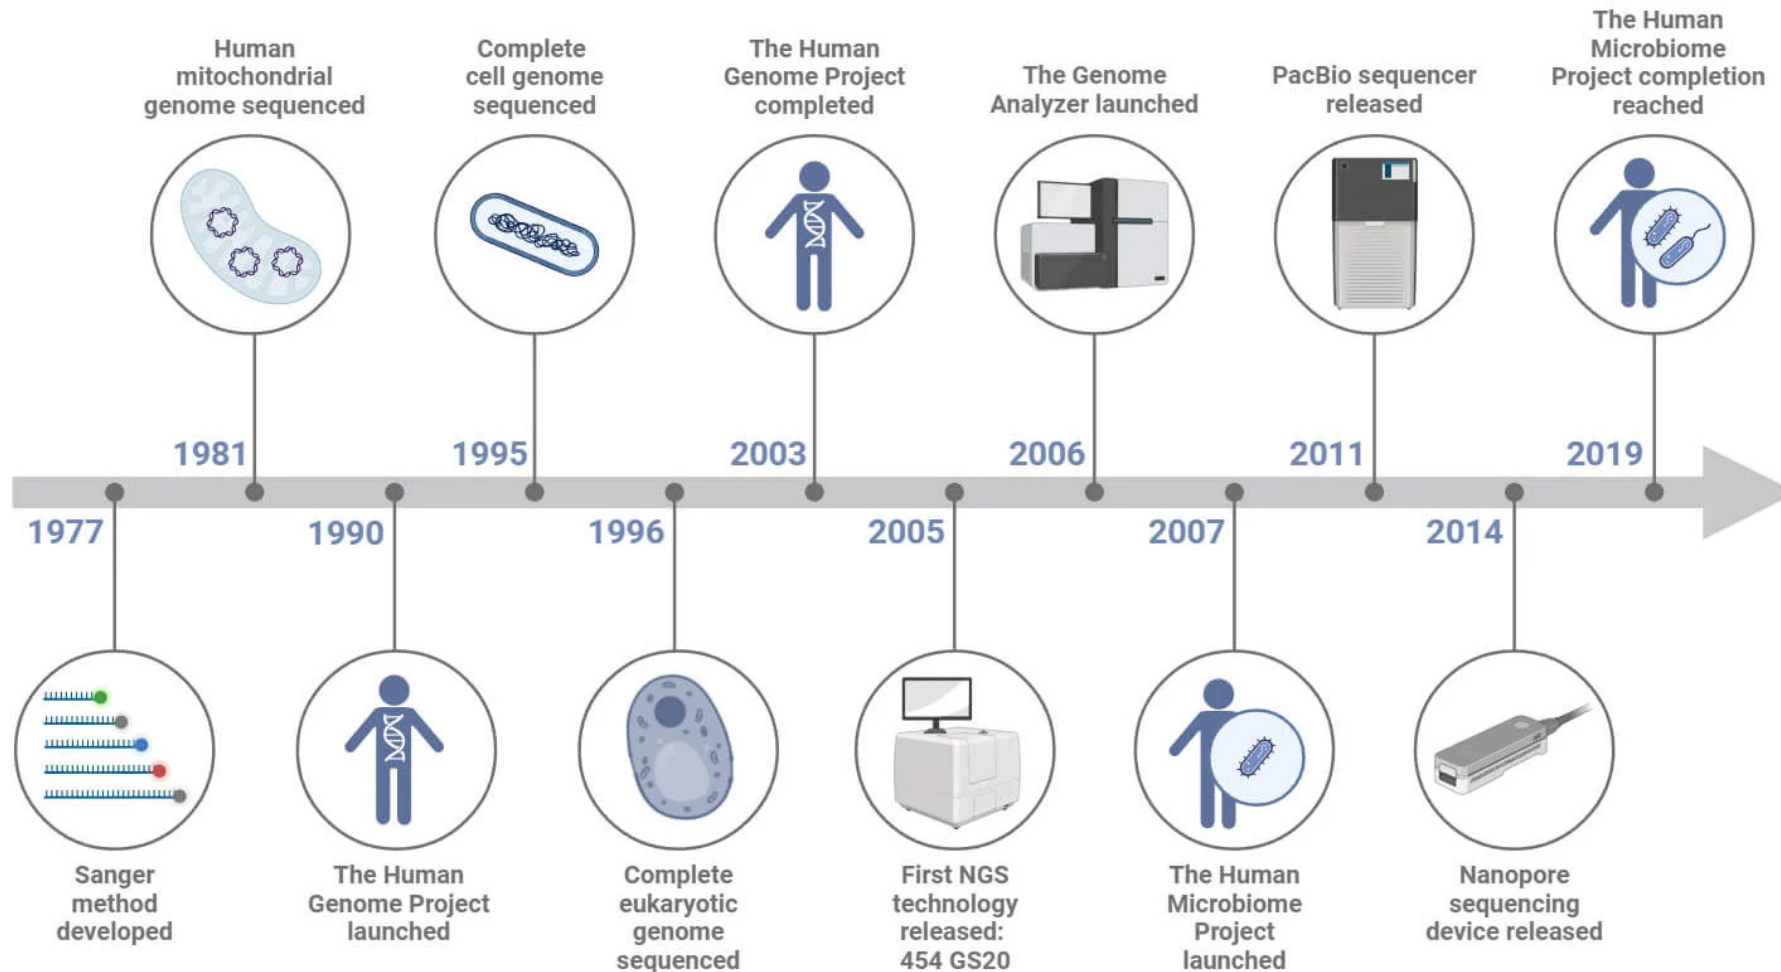 Human
mitochondrial
genome sequenced
Complete
cell genome
sequenced
The Human
Genome Project
completed
The Genome
Analyzer launched
PacBio sequencer
released
The Human
Microbiome
Project completion
reached
1981
1995
2003
2006
2011
2019
1977
1990
1996
2005
2007
2014
Sanger
method
developed
The Human
Genome Project
launched
Complete
eukaryotic
genome
sequenced
First NGS
technology
released:
454 GS20
The Human
Microbiome
Project
launched
Nanopore
sequencing
device released